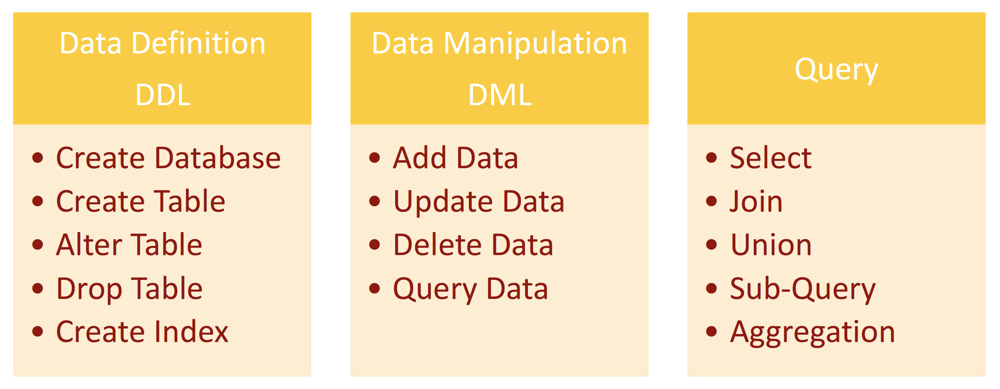 Data Definition
DDL
• Create Database
• Create Table
• Alter Table
• Drop Table
• Create Index
Data Manipulation
DML
• Add Data
• Update Data
• Delete Data
• Query Data
Query
• Select
• Join
• Union
• Sub-Query
• Aggregation